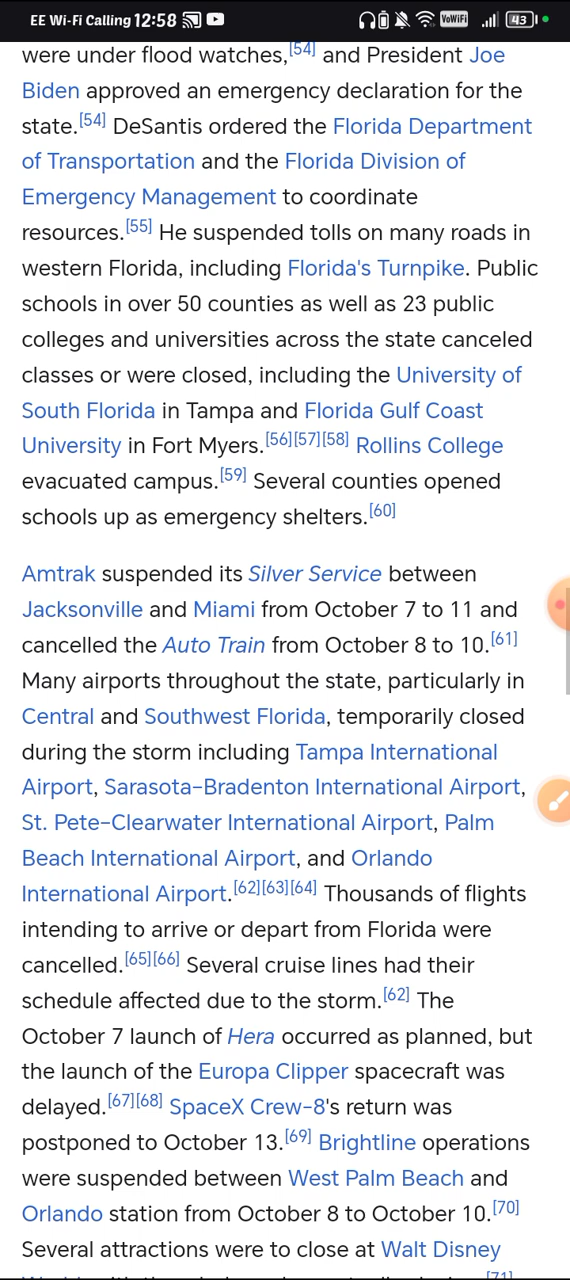 EE Wi-Fi Calling 12:58 VoWiFi 43
were under flood watches,[54] and President Joe
Biden approved an emergency declaration for the
state.[54] DeSantis ordered the Florida Department
of Transportation and the Florida Division of
Emergency Management to coordinate
resources.[55] He suspended tolls on many roads in
western Florida, including Florida's Turnpike. Public
schools in over 50 counties as well as 23 public
colleges and universities across the state canceled
classes or were closed, including the University of
South Florida in Tampa and Florida Gulf Coast
University in Fort Myers.[56][57][58] Rollins College
evacuated campus.[59] Several counties opened
schools up as emergency shelters.[60]
Amtrak suspended its Silver Service between
Jacksonville and Miami from October 7 to 11 and
cancelled the Auto Train from October 8 to 10.[61]
Many airports throughout the state, particularly in
Central and Southwest Florida, temporarily closed
during the storm including Tampa International
Airport, Sarasota–Bradenton International Airport,
St. Pete–Clearwater International Airport, Palm
Beach International Airport, and Orlando
International Airport.[62][63][64] Thousands of flights
intending to arrive or depart from Florida were
cancelled.[65][66] Several cruise lines had their
schedule affected due to the storm.[62] The
October 7 launch of Hera occurred as planned, but
the launch of the Europa Clipper spacecraft was
delayed.[67][68] SpaceX Crew-8's return was
postponed to October 13.[69] Brightline operations
were suspended between West Palm Beach and
Orlando station from October 8 to October 10.[70]
Several attractions were to close at Walt Disney
[71]